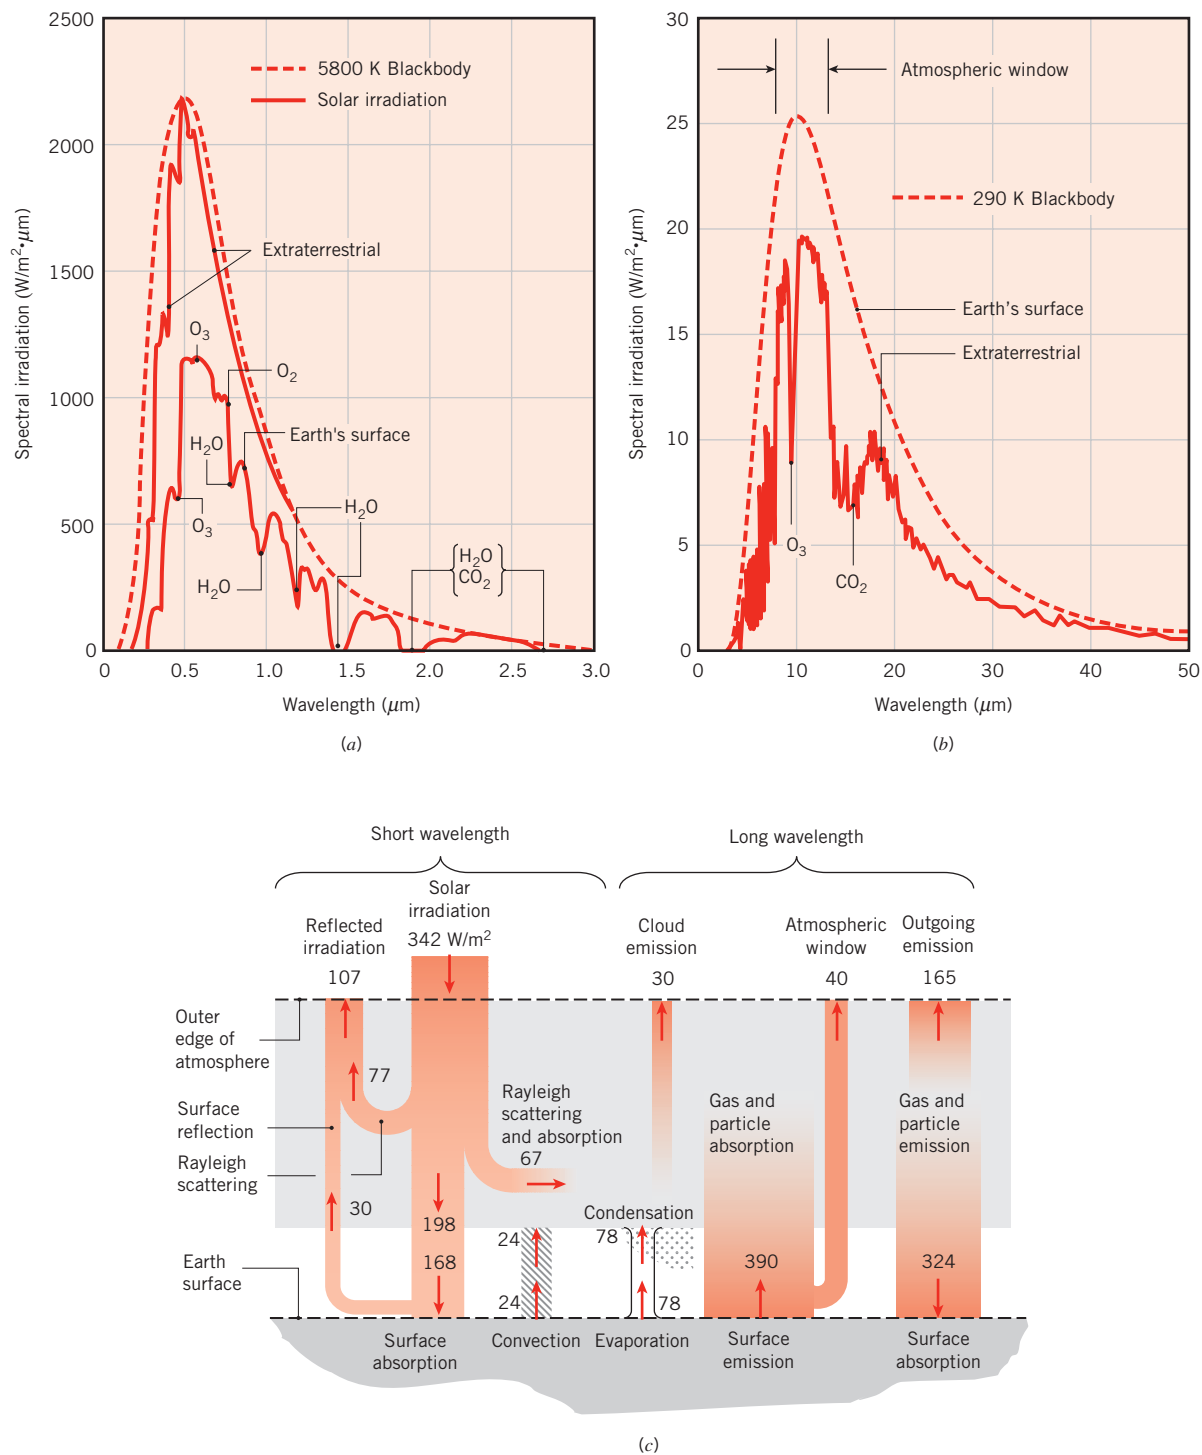 2500
2000
1500
1000
500
0
Spectral irradiation (W/m²•μm)
5800 K Blackbody
Solar irradiation
Extraterrestrial
O₃
O₂
H₂O
Earth's surface
O₃
H₂O
H₂O
H₂O
CO₂
0 0.5 1.0 1.5 2.0 2.5 3.0
Wavelength (μm)
(a)
30
25
20
15
10
5
0
Spectral irradiation (W/m²•μm)
Atmospheric window
290 K Blackbody
Earth's surface
Extraterrestrial
O₃
CO₂
0 10 20 30 40 50
Wavelength (μm)
(b)
Short wavelength
Long wavelength
Solar
irradiation
342 W/m²
Reflected
irradiation
107
Cloud
emission
30
Atmospheric
window
40
Outgoing
emission
165
Outer
edge of
atmosphere
77
Surface
reflection
Rayleigh
scattering
30
Rayleigh
scattering
and absorption
67
Gas and
particle
absorption
Gas and
particle
emission
198
168
Condensation
24
78
24
78
390
324
Earth
surface
Surface
absorption
Convection
Evaporation
Surface
emission
Surface
absorption
(c)